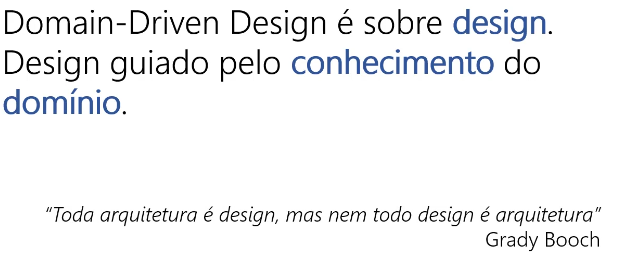 Domain-Driven Design é sobre design.
Design guiado pelo conhecimento do
domínio.
“Toda arquitetura é design, mas nem todo design é arquitetura”
Grady Booch